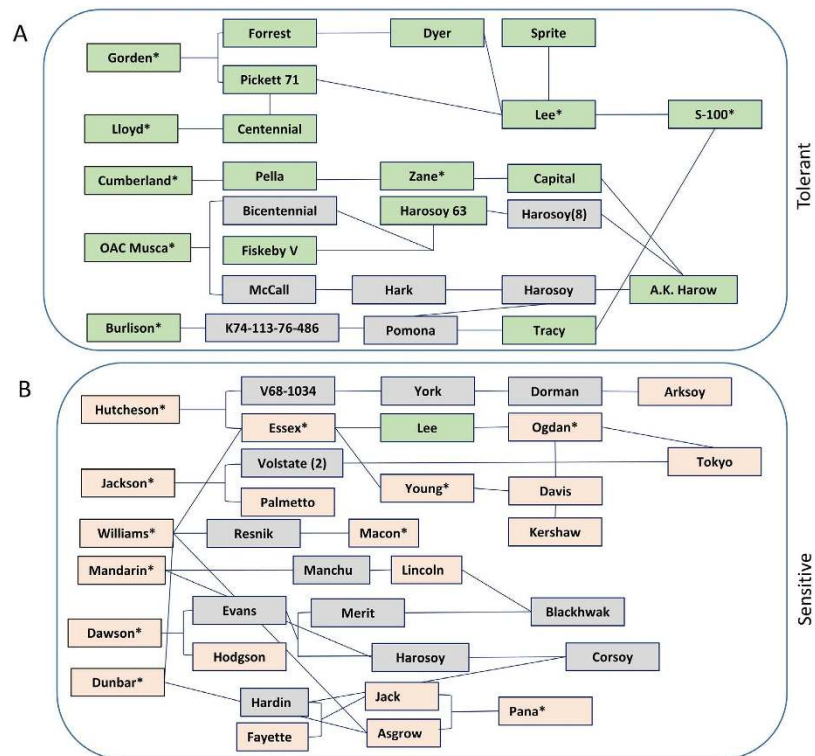 A
Forrest
Dyer
Sprite
Gorden*
Pickett 71
Lee*
S-100*
Lloyd*
Centennial
Cumberland*
Pella
Zane*
Capital
Bicentennial
Harosoy 63
Harosoy(8)
OAC Musca*
Fiskeby V
McCall
Hark
Harosoy
A.K. Harow
Burlison*
K74-113-76-486
Pomona
Tracy
Tolerant
B
V68-1034
York
Dorman
Arksoy
Hutcheson*
Essex*
Lee
Ogdan*
Volstate (2)
Tokyo
Jackson*
Palmetto
Young*
Davis
Williams*
Resnik
Macon*
Kershaw
Mandarin*
Manchu
Lincoln
Evans
Merit
Blackhwak
Dawson*
Hodgson
Harosoy
Corsoy
Dunbar*
Hardin
Jack
Fayette
Asgrow
Pana*
Sensitive